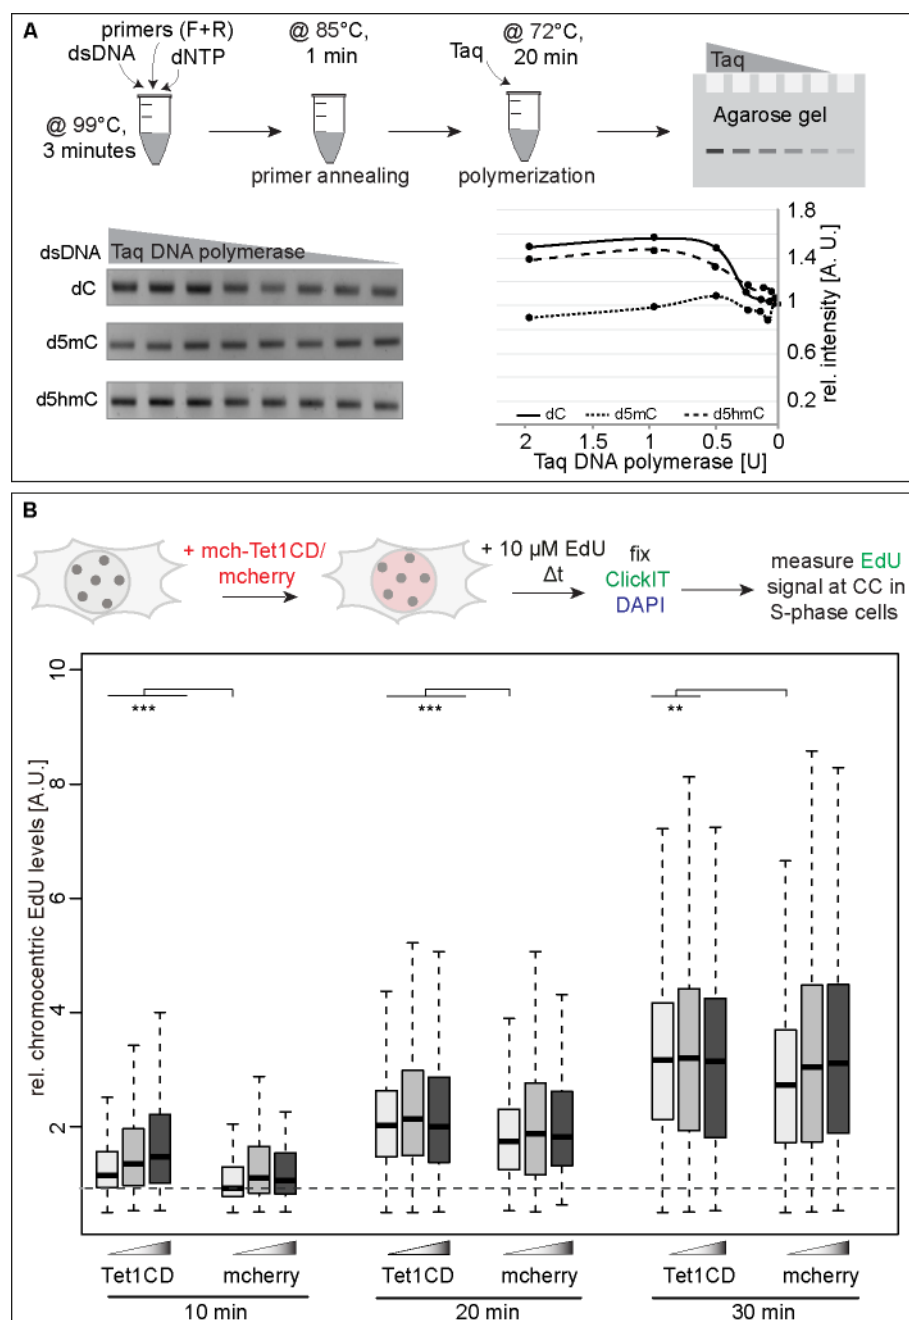 A
primers (F+R)
dsDNA
dNTP
@ 99°C,
3 minutes
@ 85°C,
1 min
primer annealing
Taq
@ 72°C,
20 min
polymerization
Taq
Agarose gel
dsDNA
Taq DNA polymerase
dC
d5mC
d5hmC
1.8
1.4
1
0.6
0.2
rel. intensity [A. U.]
dC
d5mC
d5hmC
2
1.5
1
0.5
0
Taq DNA polymerase [U]
B
+ mch-Tet1CD/
mcherry
+ 10 µM EdU
Δt
fix
ClickIT
DAPI
measure EdU
signal at CC in
S-phase cells
rel. chromocentric EdU levels [A.U.]
10
8
6
4
2
***
***
**
Tet1CD
mcherry
Tet1CD
mcherry
Tet1CD
mcherry
10 min
20 min
30 min